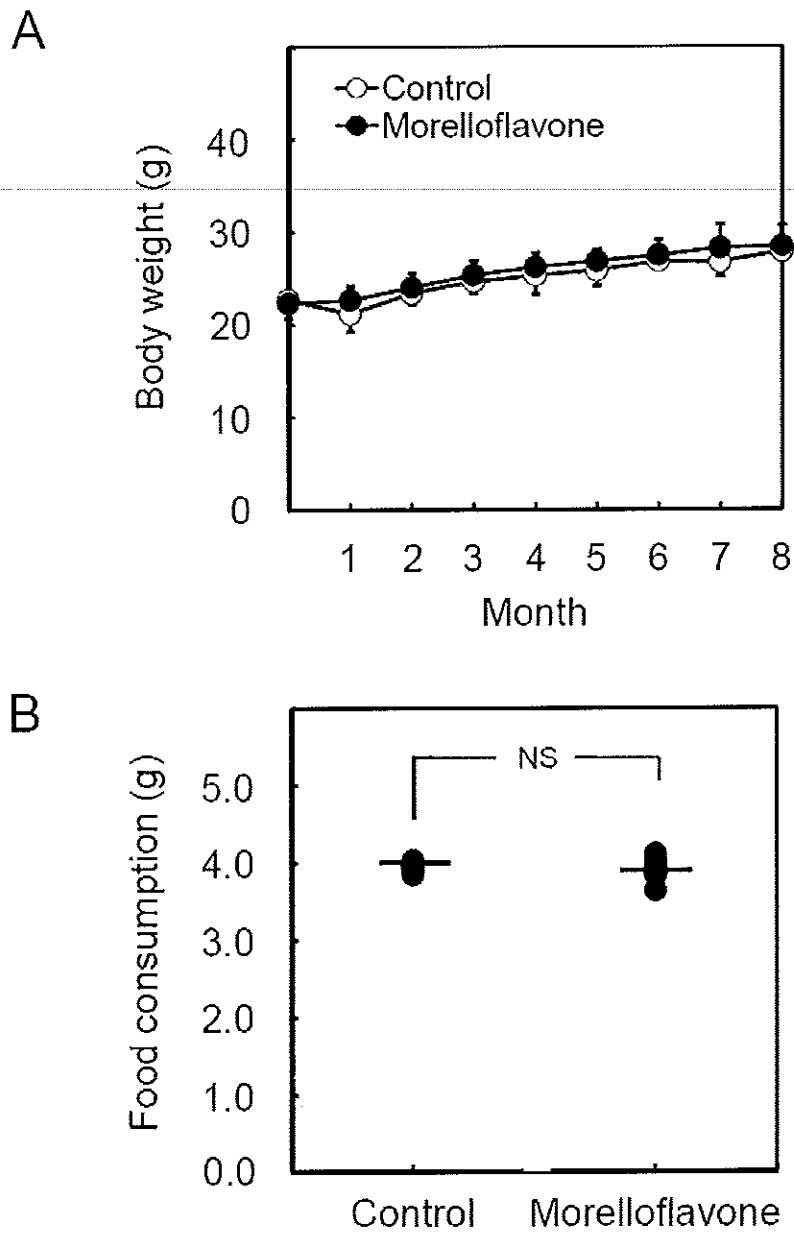 A
Control
Morelloflavone
Body weight (g)
40
30
20
10
0
1 2 3 4 5 6 7 8
Month
B
NS
Food consumption (g)
5.0
4.0
3.0
2.0
1.0
0.0
Control Morelloflavone